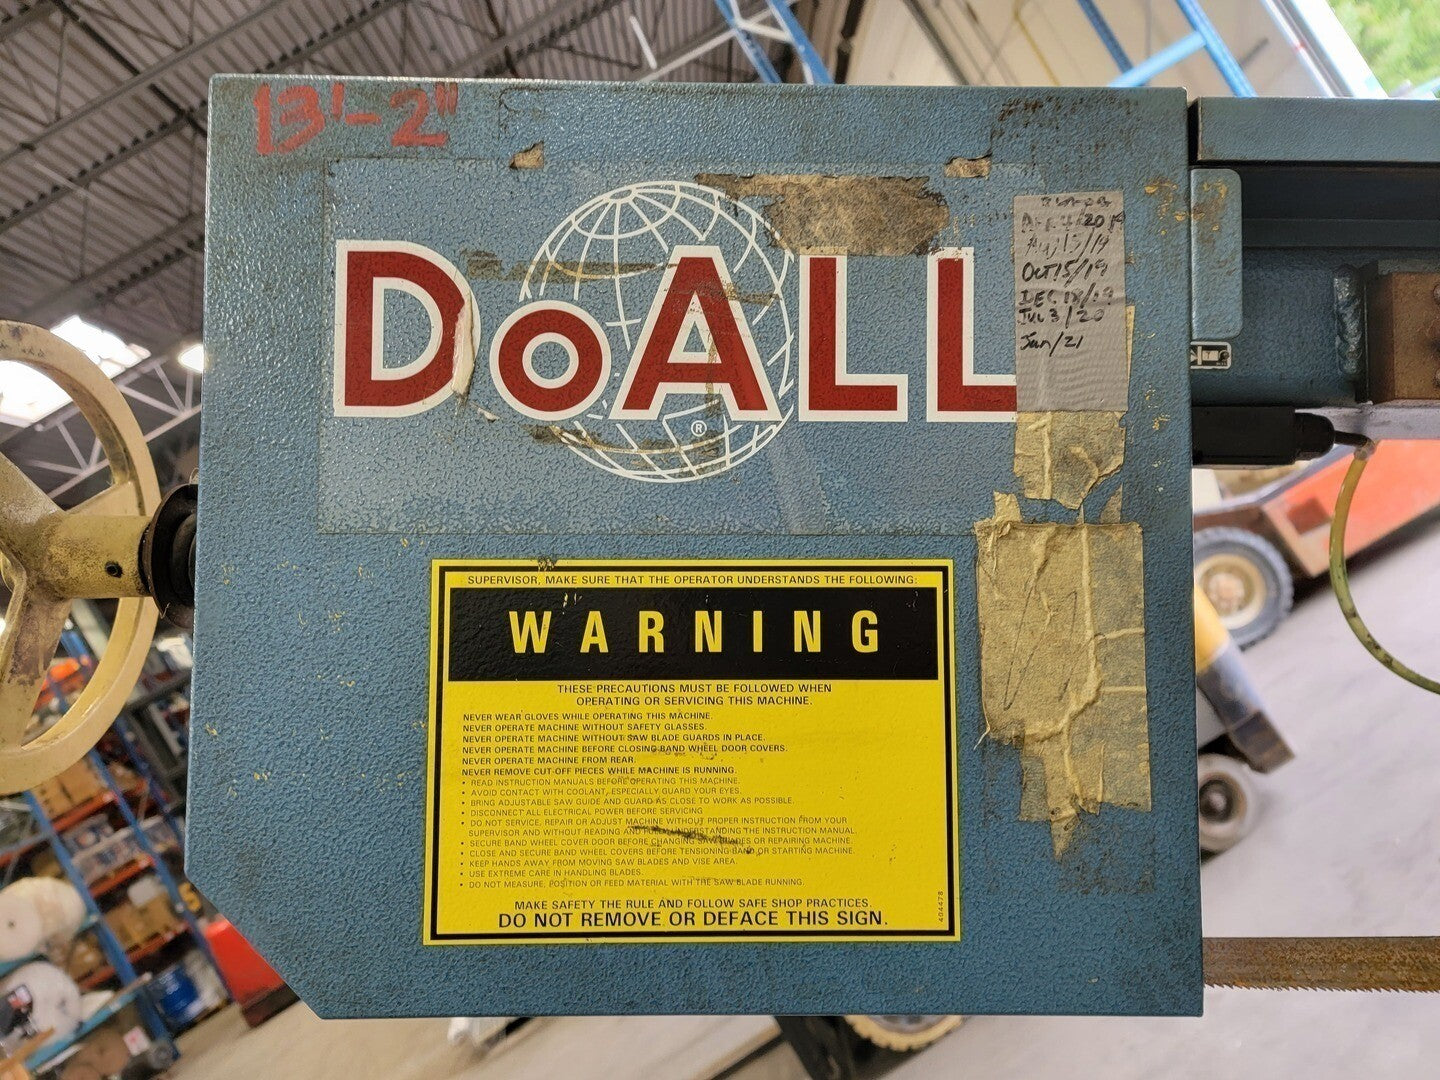 13'-2"
DoALL
®
20
Oct 15/19
DEC 18/19
Jul 3/20
Jan/21
SUPERVISOR, MAKE SURE THAT THE OPERATOR UNDERSTANDS THE FOLLOWING:
WARNING
THESE PRECAUTIONS MUST BE FOLLOWED WHEN
OPERATING OR SERVICING THIS MACHINE.
NEVER WEAR GLOVES WHILE OPERATING THIS MACHINE.
NEVER OPERATE MACHINE WITHOUT SAFETY GLASSES.
NEVER OPERATE MACHINE WITHOUT SAW BLADE GUARDS IN PLACE.
NEVER OPERATE MACHINE BEFORE CLOSING BAND WHEEL DOOR COVERS.
NEVER OPERATE MACHINE FROM REAR.
NEVER REMOVE CUT-OFF PIECES WHILE MACHINE IS RUNNING.
• READ INSTRUCTION MANUALS BEFORE OPERATING THIS MACHINE.
• AVOID CONTACT WITH COOLANT, ESPECIALLY GUARD YOUR EYES.
• BRING ADJUSTABLE SAW GUIDE AND GUARD AS CLOSE TO WORK AS POSSIBLE.
• DISCONNECT ALL ELECTRICAL POWER BEFORE SERVICING
• DO NOT SERVICE, REPAIR OR ADJUST MACHINE WITHOUT PROPER INSTRUCTION FROM YOUR
SUPERVISOR AND WITHOUT READING AND FULLY UNDERSTANDING THE INSTRUCTION MANUAL.
• SECURE BAND WHEEL COVER DOOR BEFORE CHANGING SAW BLADES OR REPAIRING MACHINE.
• CLOSE AND SECURE BAND WHEEL COVERS BEFORE TENSIONING BAND OR STARTING MACHINE.
• KEEP HANDS AWAY FROM MOVING SAW BLADES AND VISE AREA.
• USE EXTREME CARE IN HANDLING BLADES.
• DO NOT MEASURE, POSITION OR FEED MATERIAL WITH THE SAW BLADE RUNNING.
MAKE SAFETY THE RULE AND FOLLOW SAFE SHOP PRACTICES.
DO NOT REMOVE OR DEFACE THIS SIGN.
404478